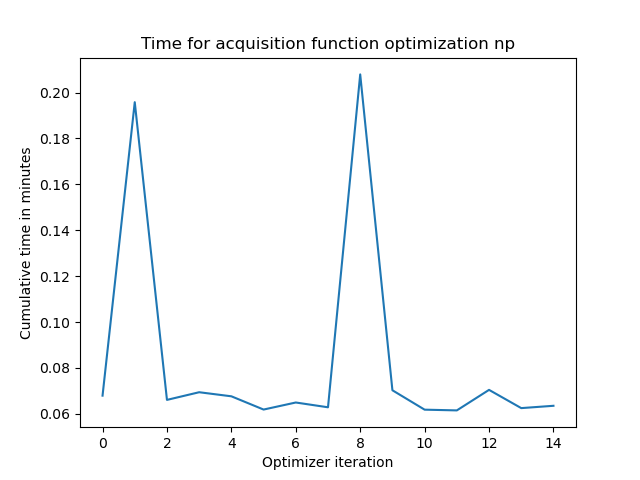 Time for acquisition function optimization np
Cumulative time in minutes
0.20
0.18
0.16
0.14
0.12
0.10
0.08
0.06
0 2 4 6 8 10 12 14
Optimizer iteration